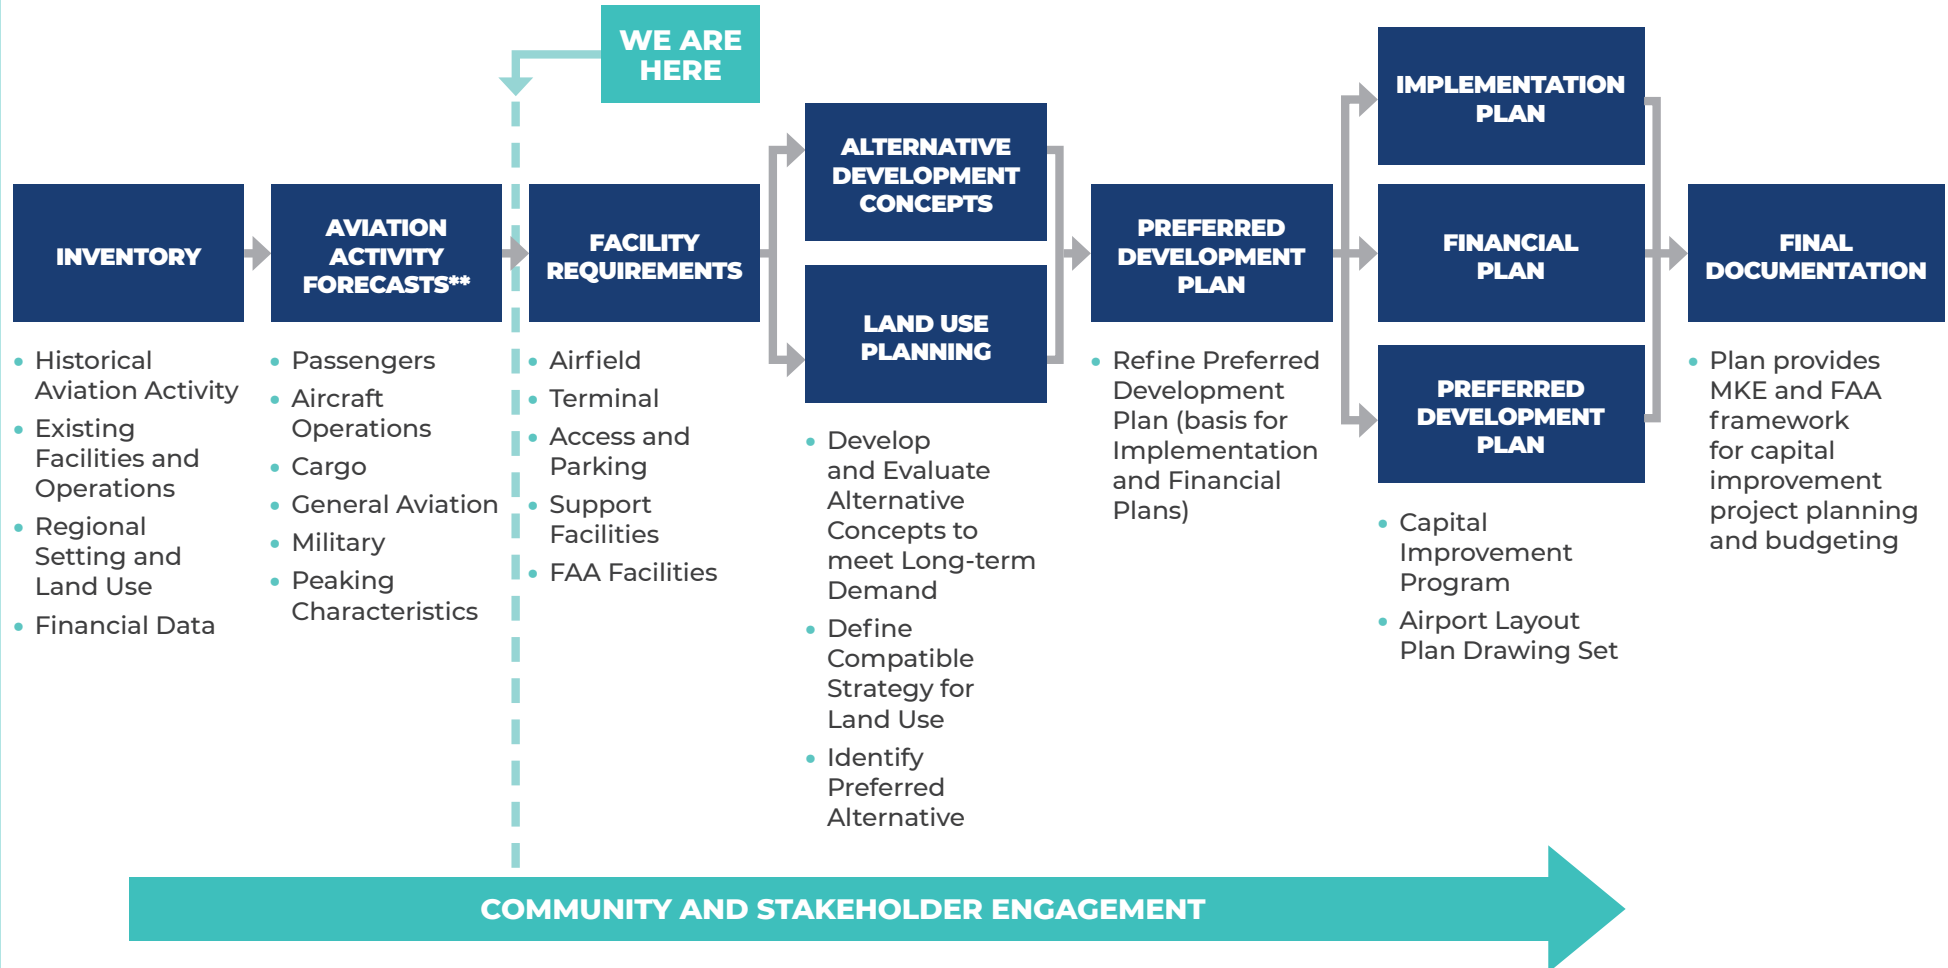 WE ARE
HERE
INVENTORY
• Historical
Aviation Activity
• Existing
Facilities and
Operations
• Regional
Setting and
Land Use
• Financial Data
AVIATION
ACTIVITY
FORECASTS**
• Passengers
• Aircraft
Operations
• Cargo
• General Aviation
• Military
• Peaking
Characteristics
FACILITY
REQUIREMENTS
• Airfield
• Terminal
• Access and
Parking
• Support
Facilities
• FAA Facilities
ALTERNATIVE
DEVELOPMENT
CONCEPTS
LAND USE
PLANNING
• Develop
and Evaluate
Alternative
Concepts to
meet Long-term
Demand
• Define
Compatible
Strategy for
Land Use
• Identify
Preferred
Alternative
PREFERRED
DEVELOPMENT
PLAN
• Refine Preferred
Development
Plan (basis for
Implementation
and Financial
Plans)
IMPLEMENTATION
PLAN
FINANCIAL
PLAN
PREFERRED
DEVELOPMENT
PLAN
• Capital
Improvement
Program
• Airport Layout
Plan Drawing Set
FINAL
DOCUMENTATION
• Plan provides
MKE and FAA
framework
for capital
improvement
project planning
and budgeting
COMMUNITY AND STAKEHOLDER ENGAGEMENT